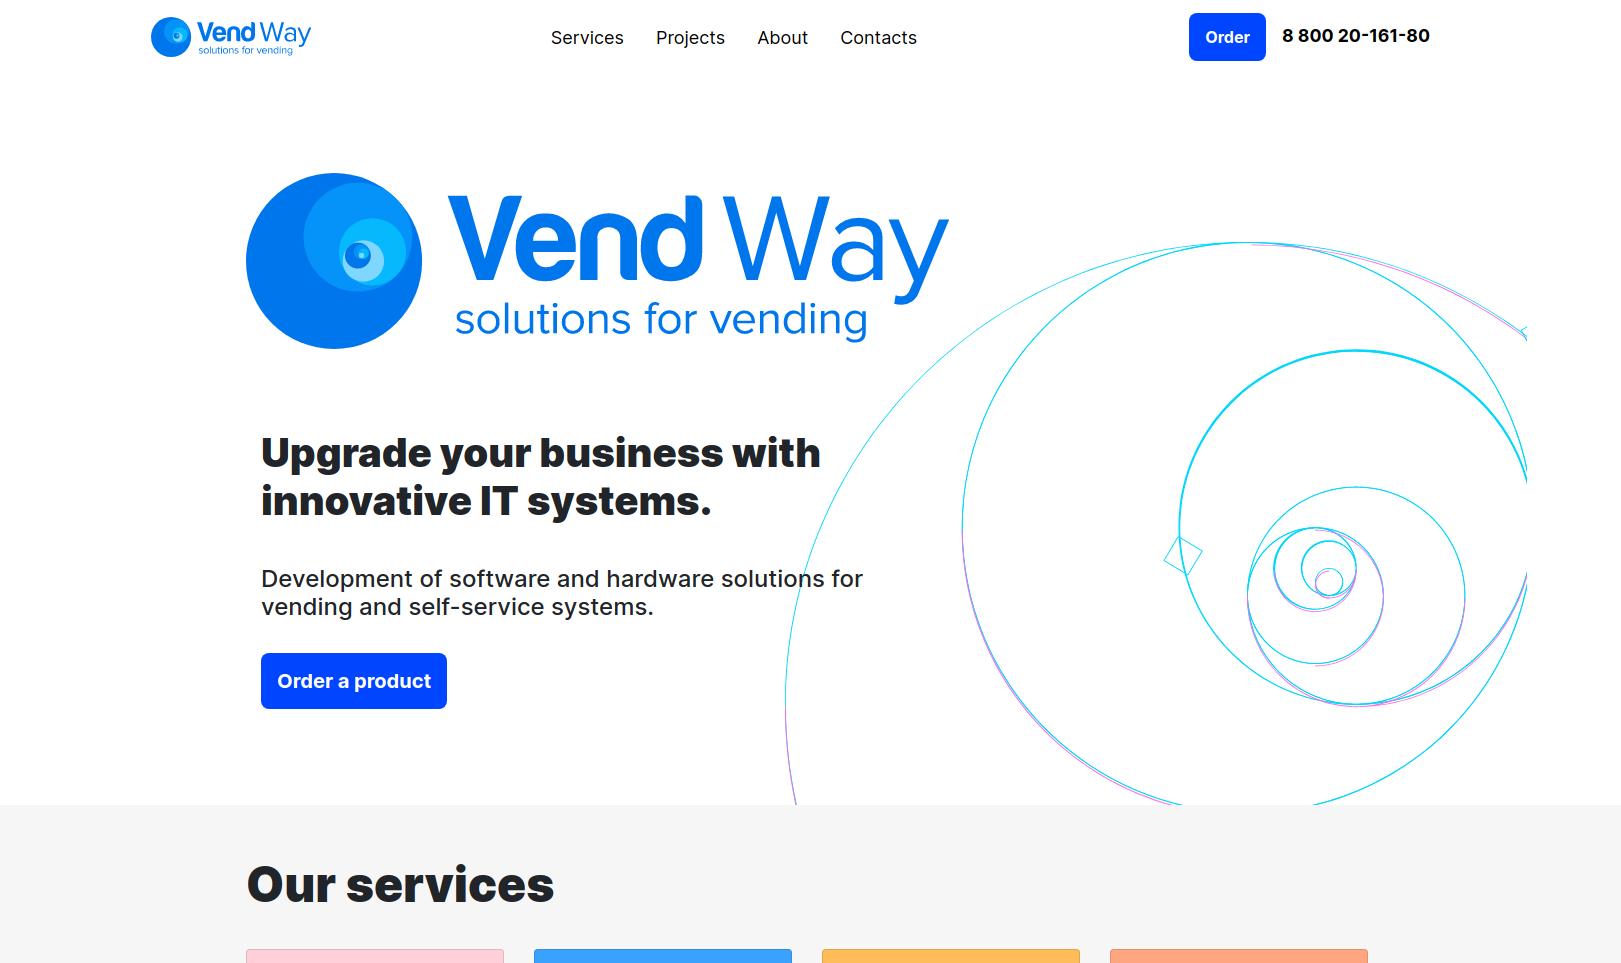 Vend Way
solutions for vending
Services
Projects
About
Contacts
Order
8 800 20-161-80
Vend Way
solutions for vending
Upgrade your business with
innovative IT systems.
Development of software and hardware solutions for
vending and self-service systems.
Order a product
Our services